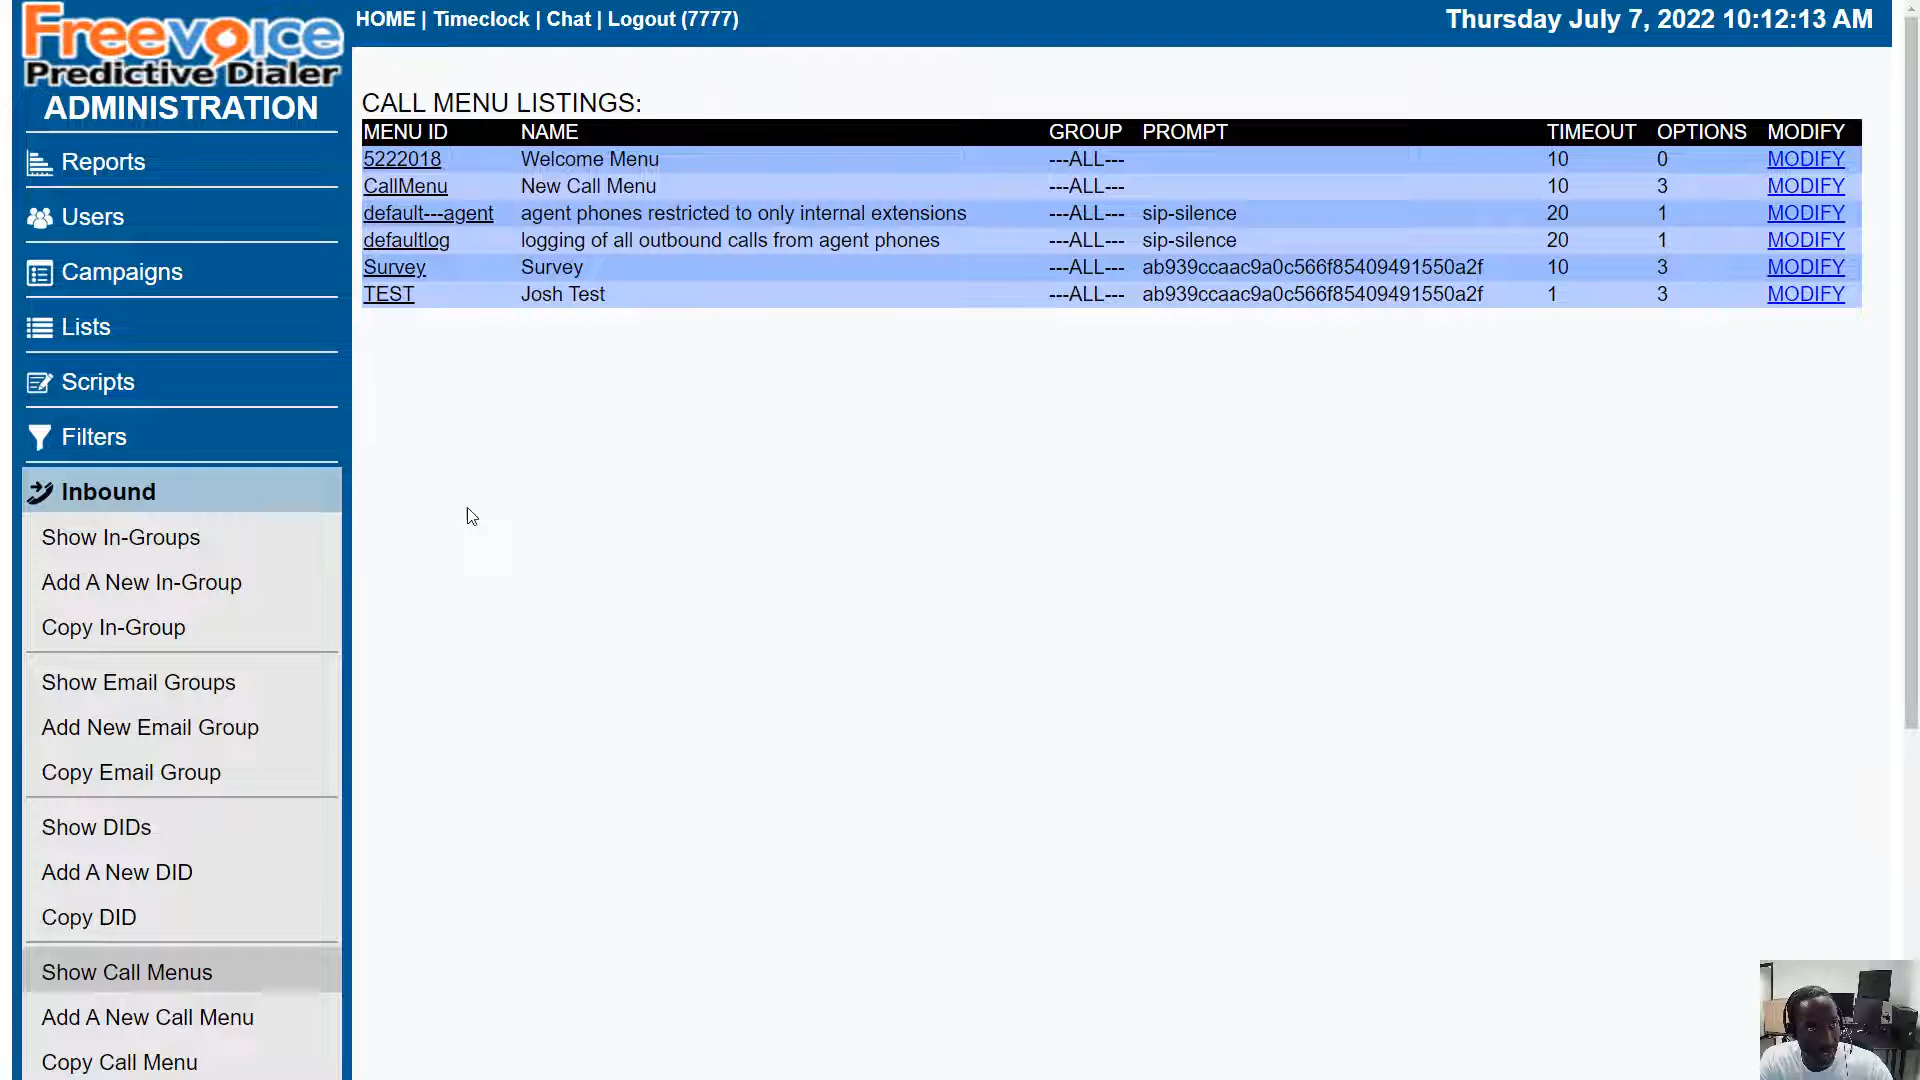 Freevoice
Predictive Dialer
ADMINISTRATION
Reports
Users
Campaigns
Lists
Scripts
Filters
Inbound
Show In-Groups
Add A New In-Group
Copy In-Group
Show Email Groups
Add New Email Group
Copy Email Group
Show DIDs
Add A New DID
Copy DID
Show Call Menus
Add A New Call Menu
Copy Call Menu
HOME | Timeclock | Chat | Logout (7777)
Thursday July 7, 2022 10:12:13 AM
CALL MENU LISTINGS:
MENU ID NAME GROUP PROMPT TIMEOUT OPTIONS MODIFY
5222018 Welcome Menu ---ALL--- 10 0 MODIFY
CallMenu New Call Menu ---ALL--- 10 3 MODIFY
default---agent agent phones restricted to only internal extensions ---ALL--- sip-silence 20 1 MODIFY
defaultlog logging of all outbound calls from agent phones ---ALL--- sip-silence 20 1 MODIFY
Survey Survey ---ALL--- ab939ccaac9a0c566f85409491550a2f 10 3 MODIFY
TEST Josh Test ---ALL--- ab939ccaac9a0c566f85409491550a2f 1 3 MODIFY